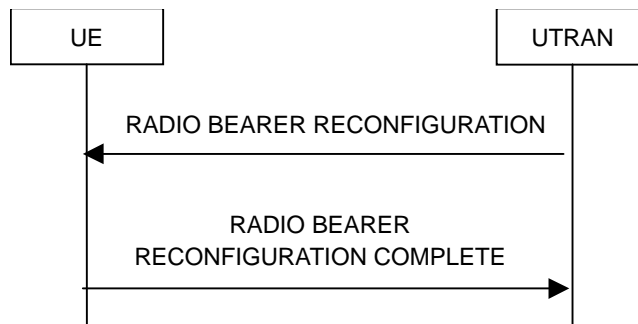 UE
UTRAN
RADIO BEARER RECONFIGURATION
RADIO BEARER
RECONFIGURATION COMPLETE